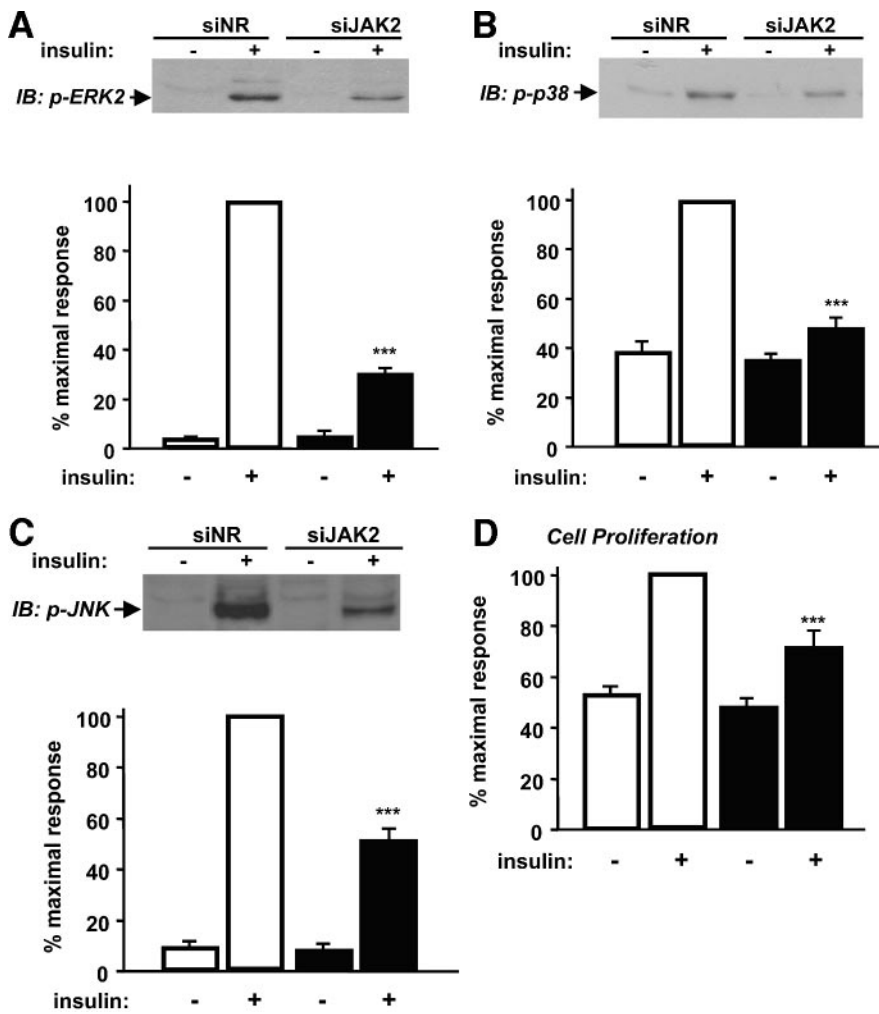 A
siNR siJAK2
insulin: - + - +
IB: p-ERK2
% maximal response
100
80
60
40
20
0
***
insulin: - + - +
B
siNR siJAK2
insulin: - + - +
IB: p-p38
% maximal response
100
80
60
40
20
0
***
insulin: - + - +
C
siNR siJAK2
insulin: - + - +
IB: p-JNK
% maximal response
100
80
60
40
20
0
***
insulin: - + - +
D Cell Proliferation
% maximal response
100
80
60
40
20
0
***
insulin: - + - +